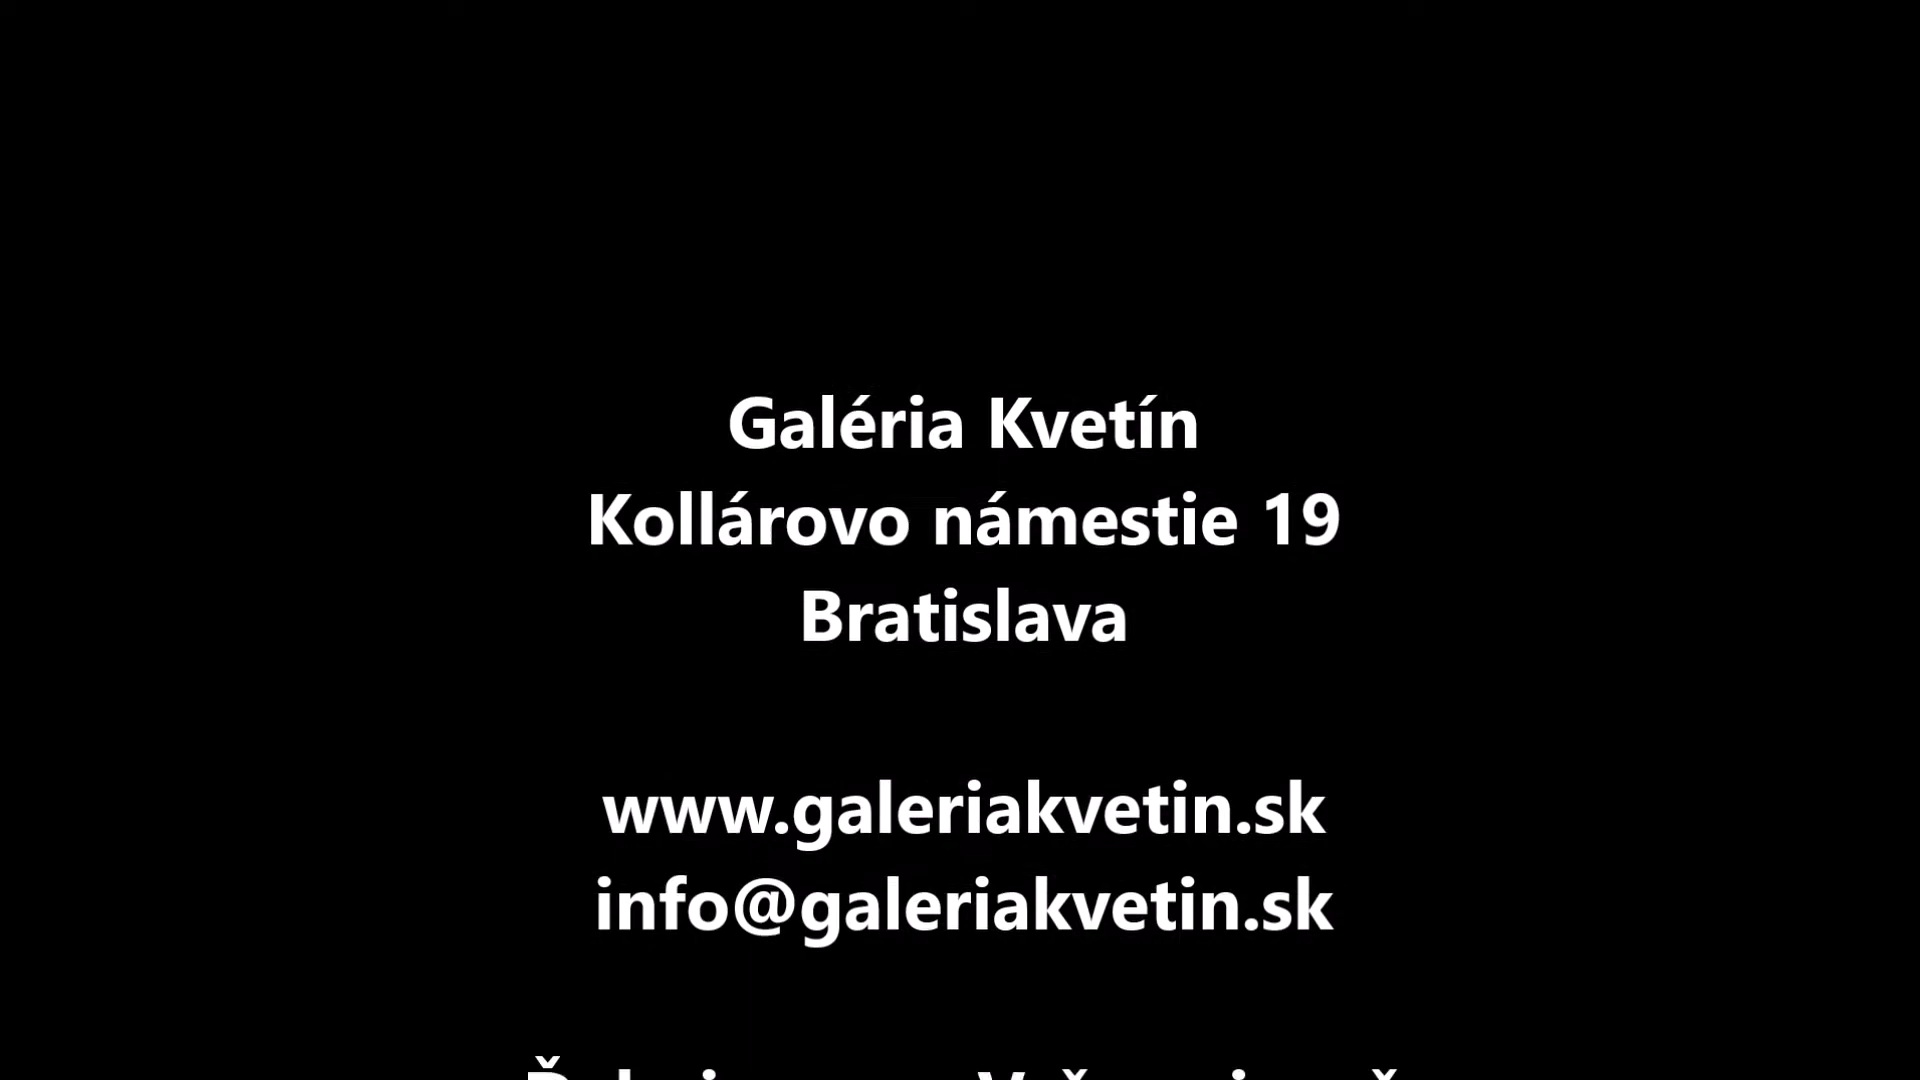 Galéria Kvetín
Kollárovo námestie 19
Bratislava
www.galeriakvetin.sk
info@galeriakvetin.sk